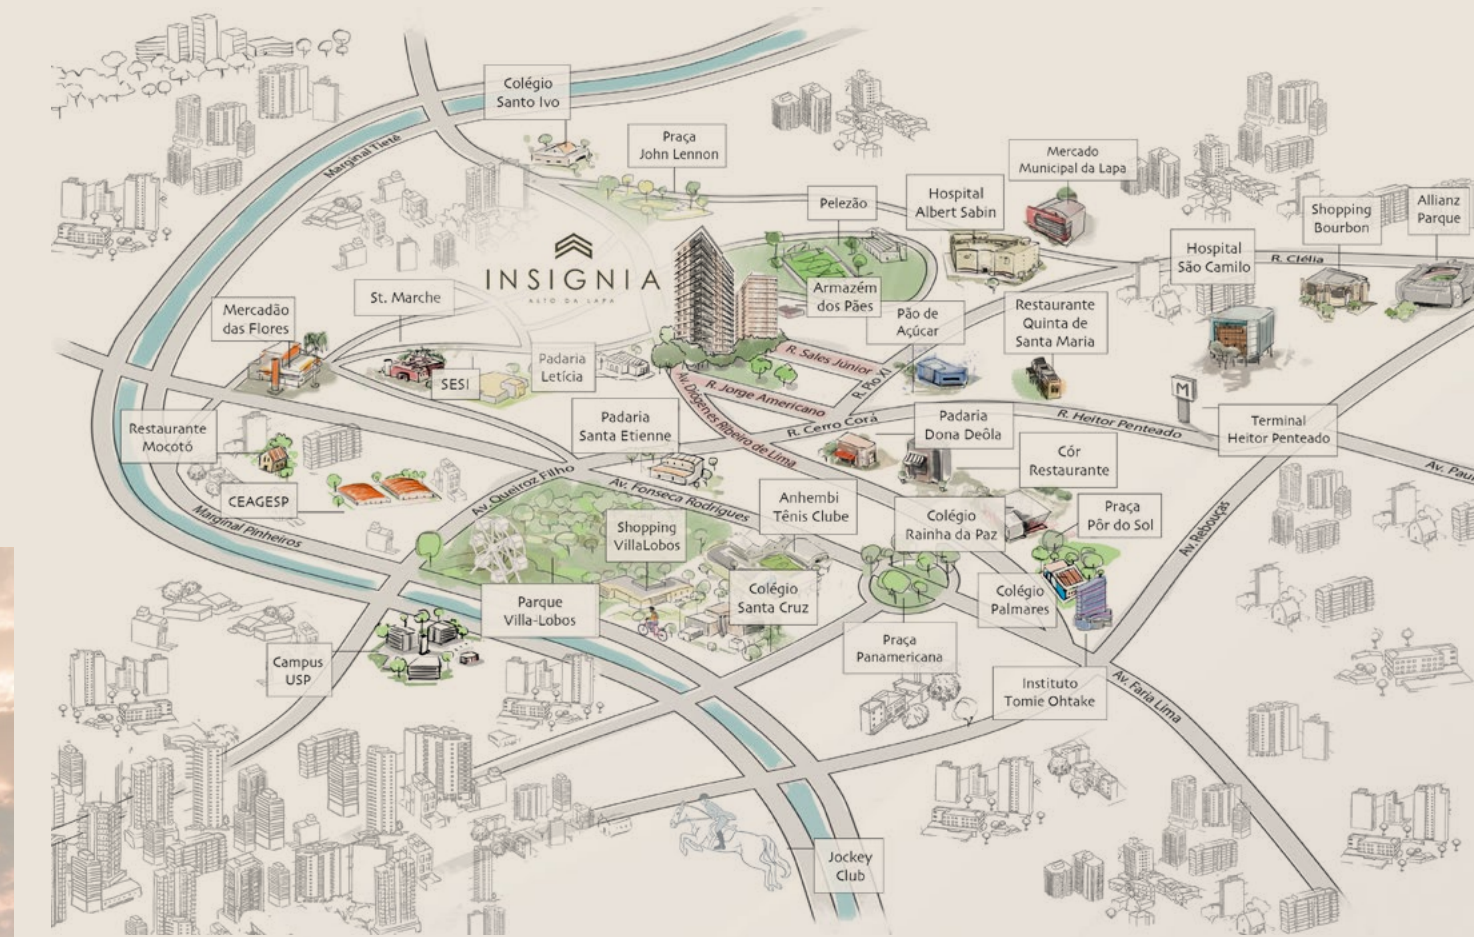 Colégio
Santo Ivo
Praça
John Lennon
Marginal Tietê
Mercado
Municipal da Lapa
Hospital
Albert Sabin
Pelezão
Allianz
Parque
Shopping
Bourbon
Hospital
São Camilo
R. Clélia
INSIGNIA
ALTO DA LAPA
St. Marche
Mercadão
das Flores
Armazém
dos Pães
Pão de
Açúcar
Restaurante
Quinta de
Santa Maria
SESI
Padaria
Letícia
R. Sales Júnior
R. Pio XI
R. Jorge Americano
Av. Diógenes Ribeiro de Lima
R. Cerro Corá
R. Heitor Penteado
M
Terminal
Heitor Penteado
Restaurante
Mocotó
Padaria
Santa Etienne
Padaria
Dona Deôla
Côr
Restaurante
Av. Pau
CEAGESP
Av. Queiroz Filho
Av. Fonseca Rodrigues
Marginal Pinheiros
Anhembi
Tênis Clube
Shopping
VillaLobos
Colégio
Rainha da Paz
Praça
Pôr do Sol
Av. Rebouças
Parque
Villa-Lobos
Colégio
Santa Cruz
Colégio
Palmares
Praça
Panamericana
Campus
USP
Instituto
Tomie Ohtake
Av. Faria Lima
Jockey
Club